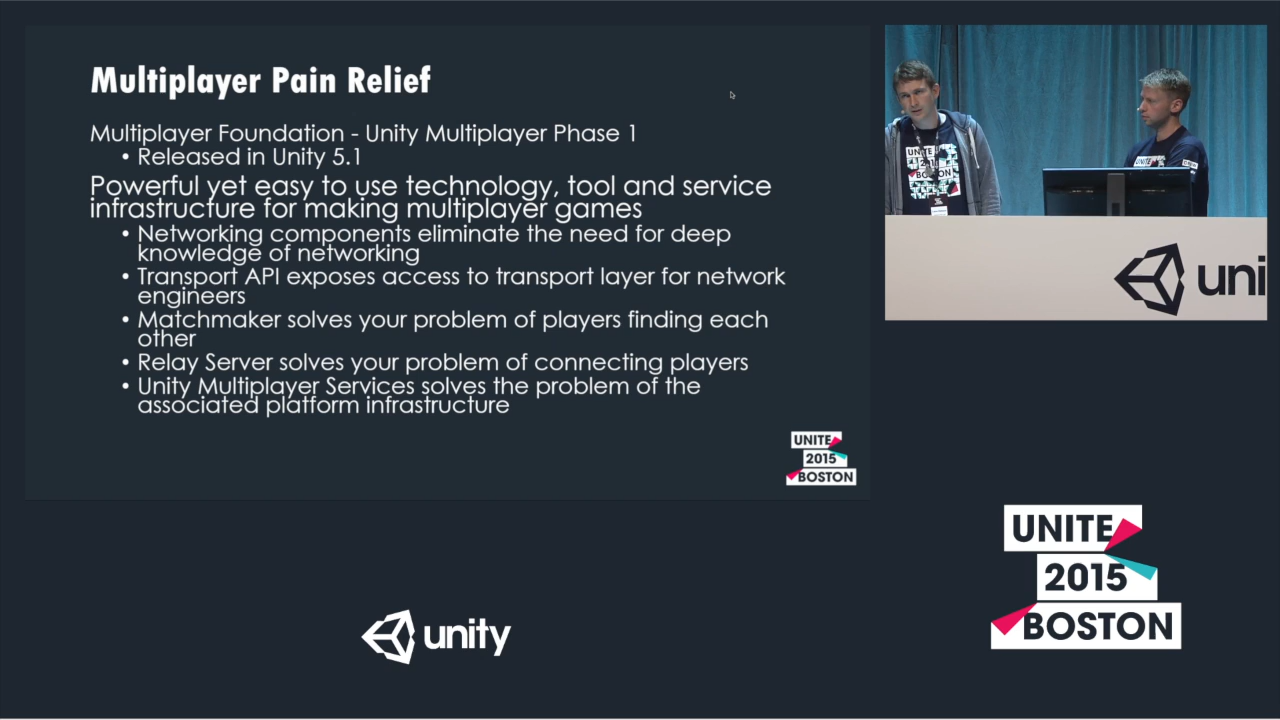 Multiplayer Pain Relief
Multiplayer Foundation - Unity Multiplayer Phase 1
• Released in Unity 5.1
Powerful yet easy to use technology, tool and service
infrastructure for making multiplayer games
• Networking components eliminate the need for deep
knowledge of networking
• Transport API exposes access to transport layer for network
engineers
• Matchmaker solves your problem of players finding each
other
• Relay Server solves your problem of connecting players
• Unity Multiplayer Services solves the problem of the
associated platform infrastructure
UNITE
2015
BOSTON
UNITE
BOSTON
UNITE
uni
UNITE
2015
BOSTON
unity